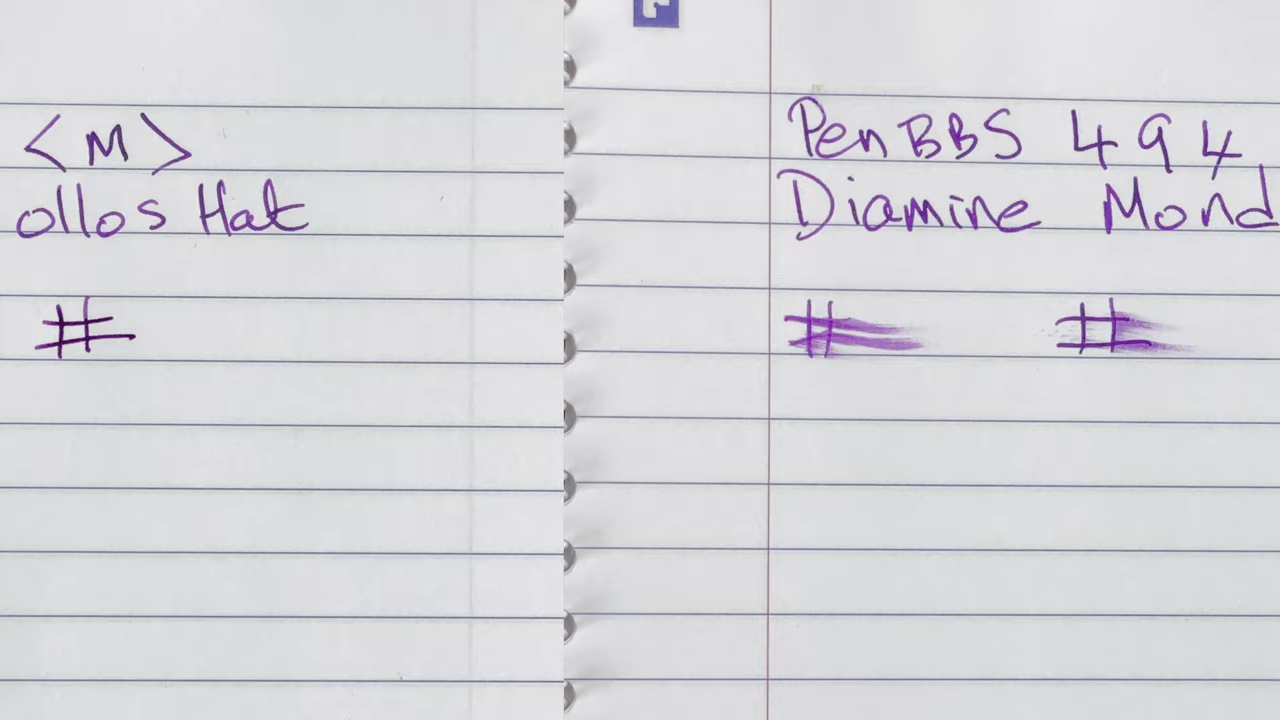 <M>
ollos Hat
#
PenBBS 494
Diamine Mond
# #